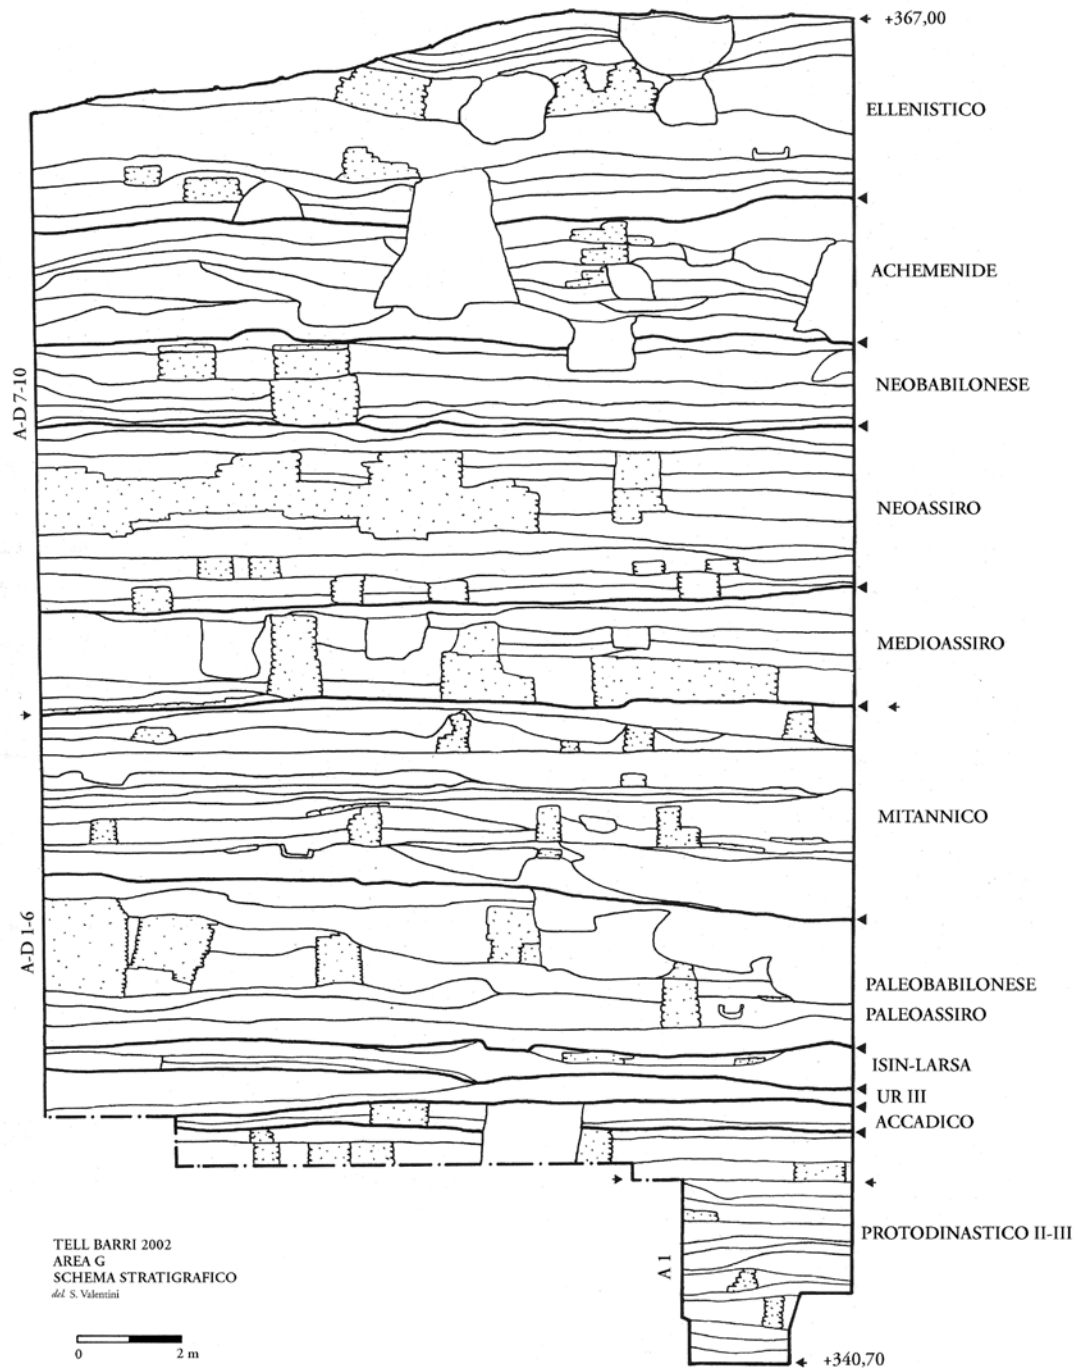 +367,00
ELLENISTICO
ACHEMENIDE
A-D 7-10
NEOBABILONESE
NEOASSIRO
MEDIOASSIRO
MITANNICO
A-D 1-6
PALEOBABILONESE
PALEOASSIRO
ISIN-LARSA
UR III
ACCADICO
PROTODINASTICO II-III
A 1
TELL BARRI 2002
AREA G
SCHEMA STRATIGRAFICO
del. S. Valentini
0 2 m
+340,70